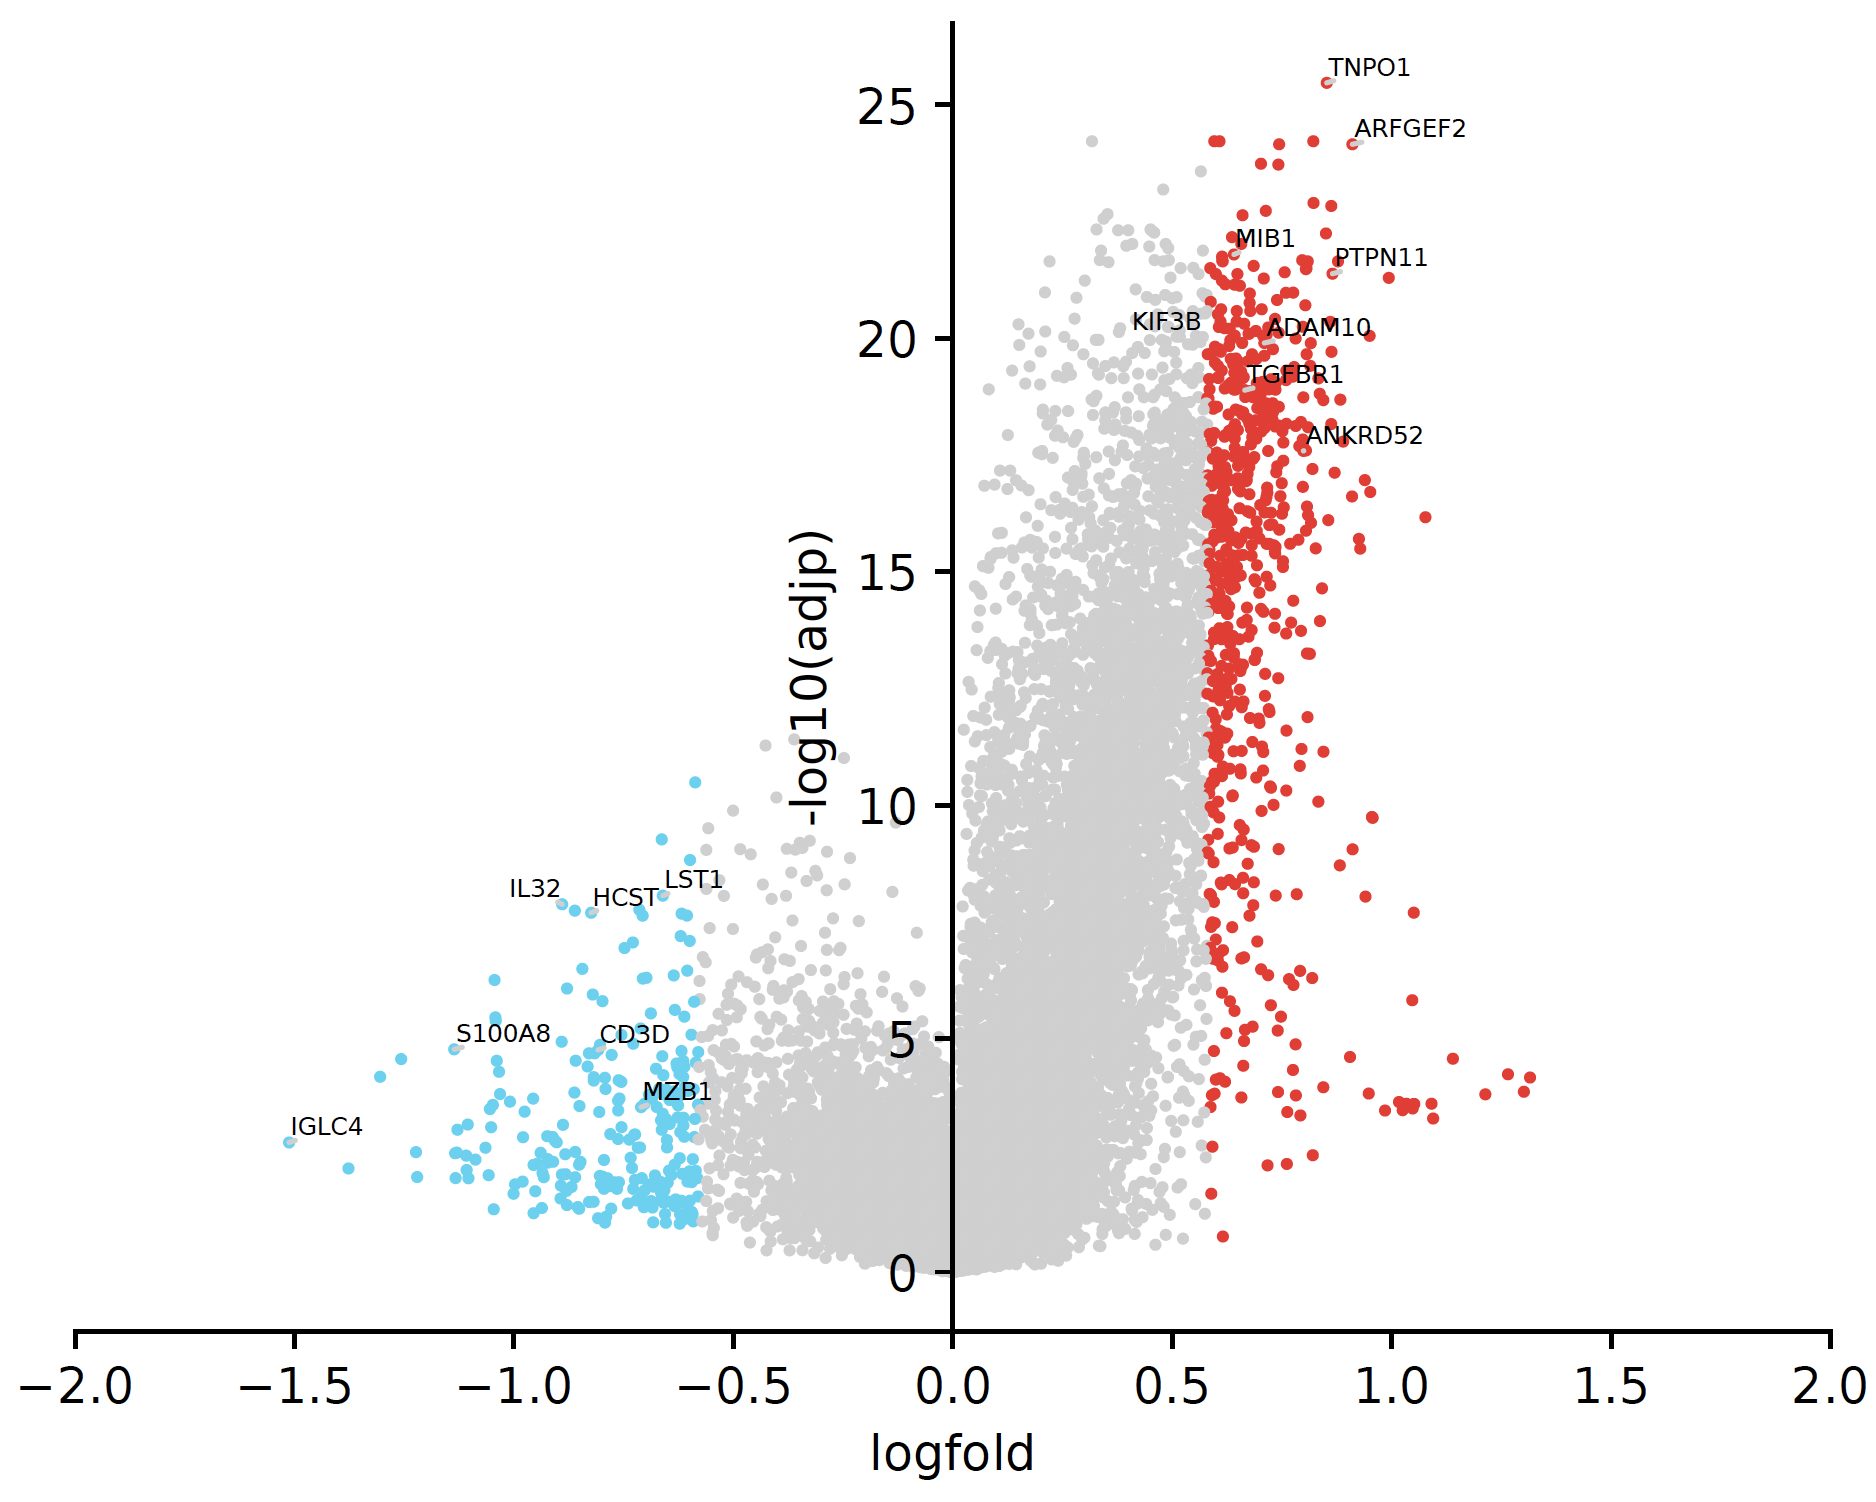 TNPO1
25
ARFGEF2
MIB1
PTPN11
KIF3B
ADAM10
20
TGFBR1
ANKRD52
15
-log10(adjp)
10
LST1
IL32
HCST
S100A8
CD3D
5
MZB1
IGLC4
0
−2.0 −1.5 −1.0 −0.5 0.0 0.5 1.0 1.5 2.0
logfold